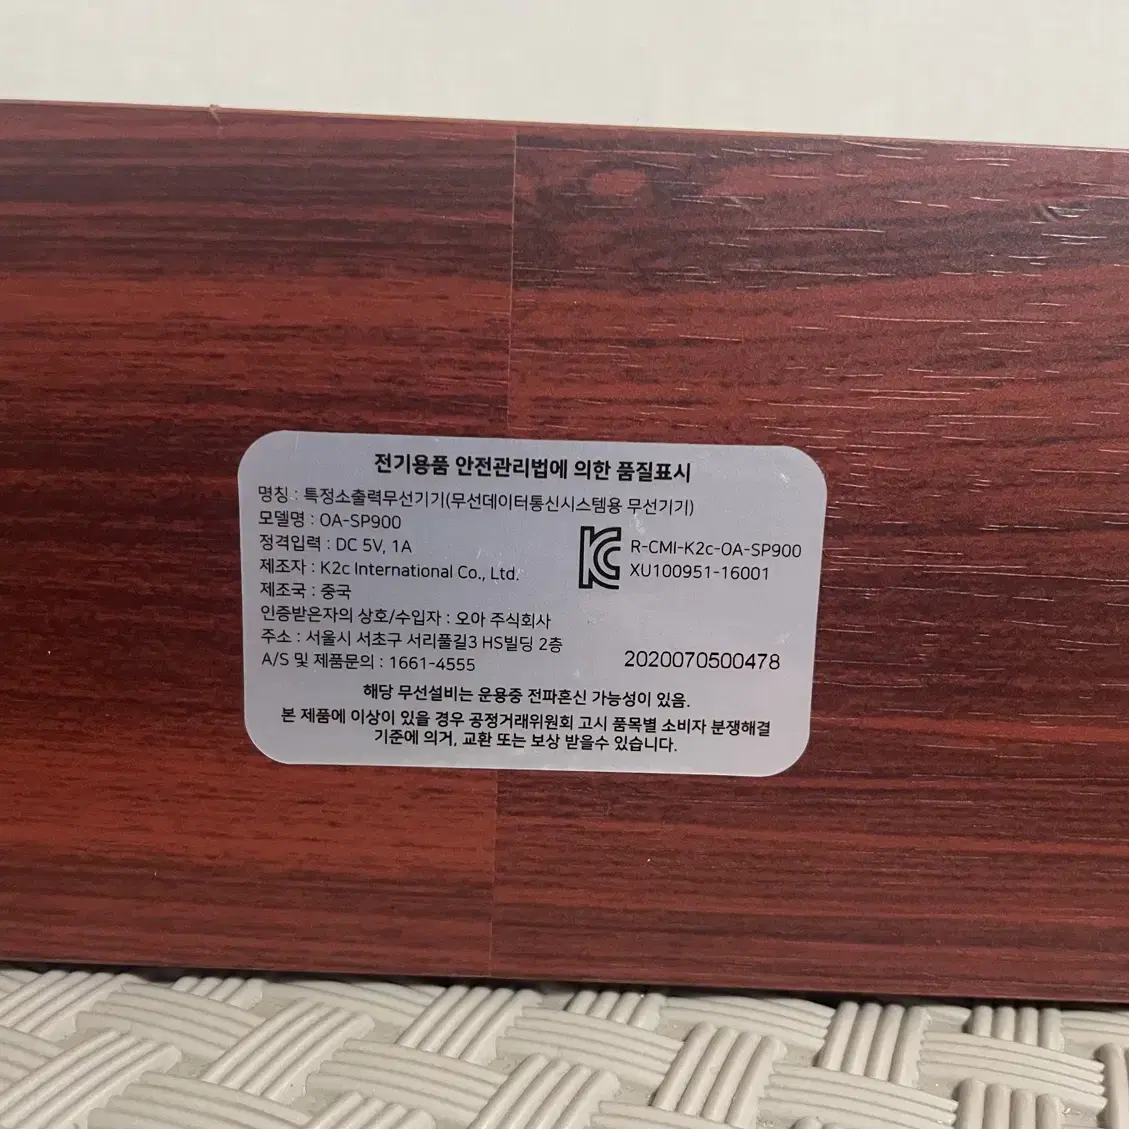 전기용품 안전관리법에 의한 품질표시
명칭 : 특정소출력무선기기(무선데이터통신시스템용 무선기기)
모델명 : OA-SP900
정격입력 : DC 5V, 1A
제조자 : K2c International Co., Ltd.
제조국 : 중국
인증받은자의 상호/수입자 : 오아 주식회사
주소 : 서울시 서초구 서리풀길3 HS빌딩 2층
A/S 및 제품문의 : 1661-4555
R-CMI-K2c-OA-SP900
XU100951-16001
2020070500478
해당 무선설비는 운용중 전파혼신 가능성이 있음.
본 제품에 이상이 있을 경우 공정거래위원회 고시 품목별 소비자 분쟁해결
기준에 의거, 교환 또는 보상 받을수 있습니다.